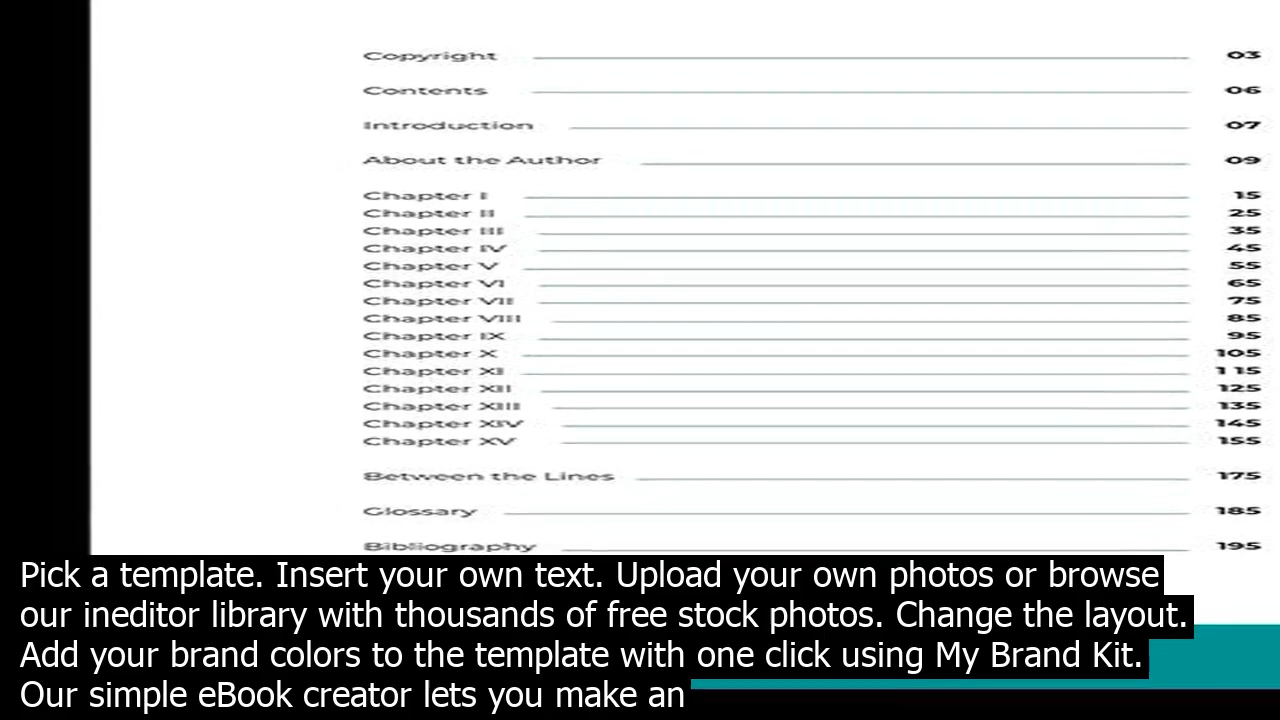 Copyright 03
Contents 06
Introduction 07
About the Author 09
Chapter I 15
Chapter II 25
Chapter III 35
Chapter IV 45
Chapter V 55
Chapter VI 65
Chapter VII 75
Chapter VIII 85
Chapter IX 95
Chapter X 105
Chapter XI 115
Chapter XII 125
Chapter XIII 135
Chapter XIV 145
Chapter XV 155
Between the Lines 175
Glossary 185
Bibliography 195
Pick a template. Insert your own text. Upload your own photos or browse
our ineditor library with thousands of free stock photos. Change the layout.
Add your brand colors to the template with one click using My Brand Kit.
Our simple eBook creator lets you make an